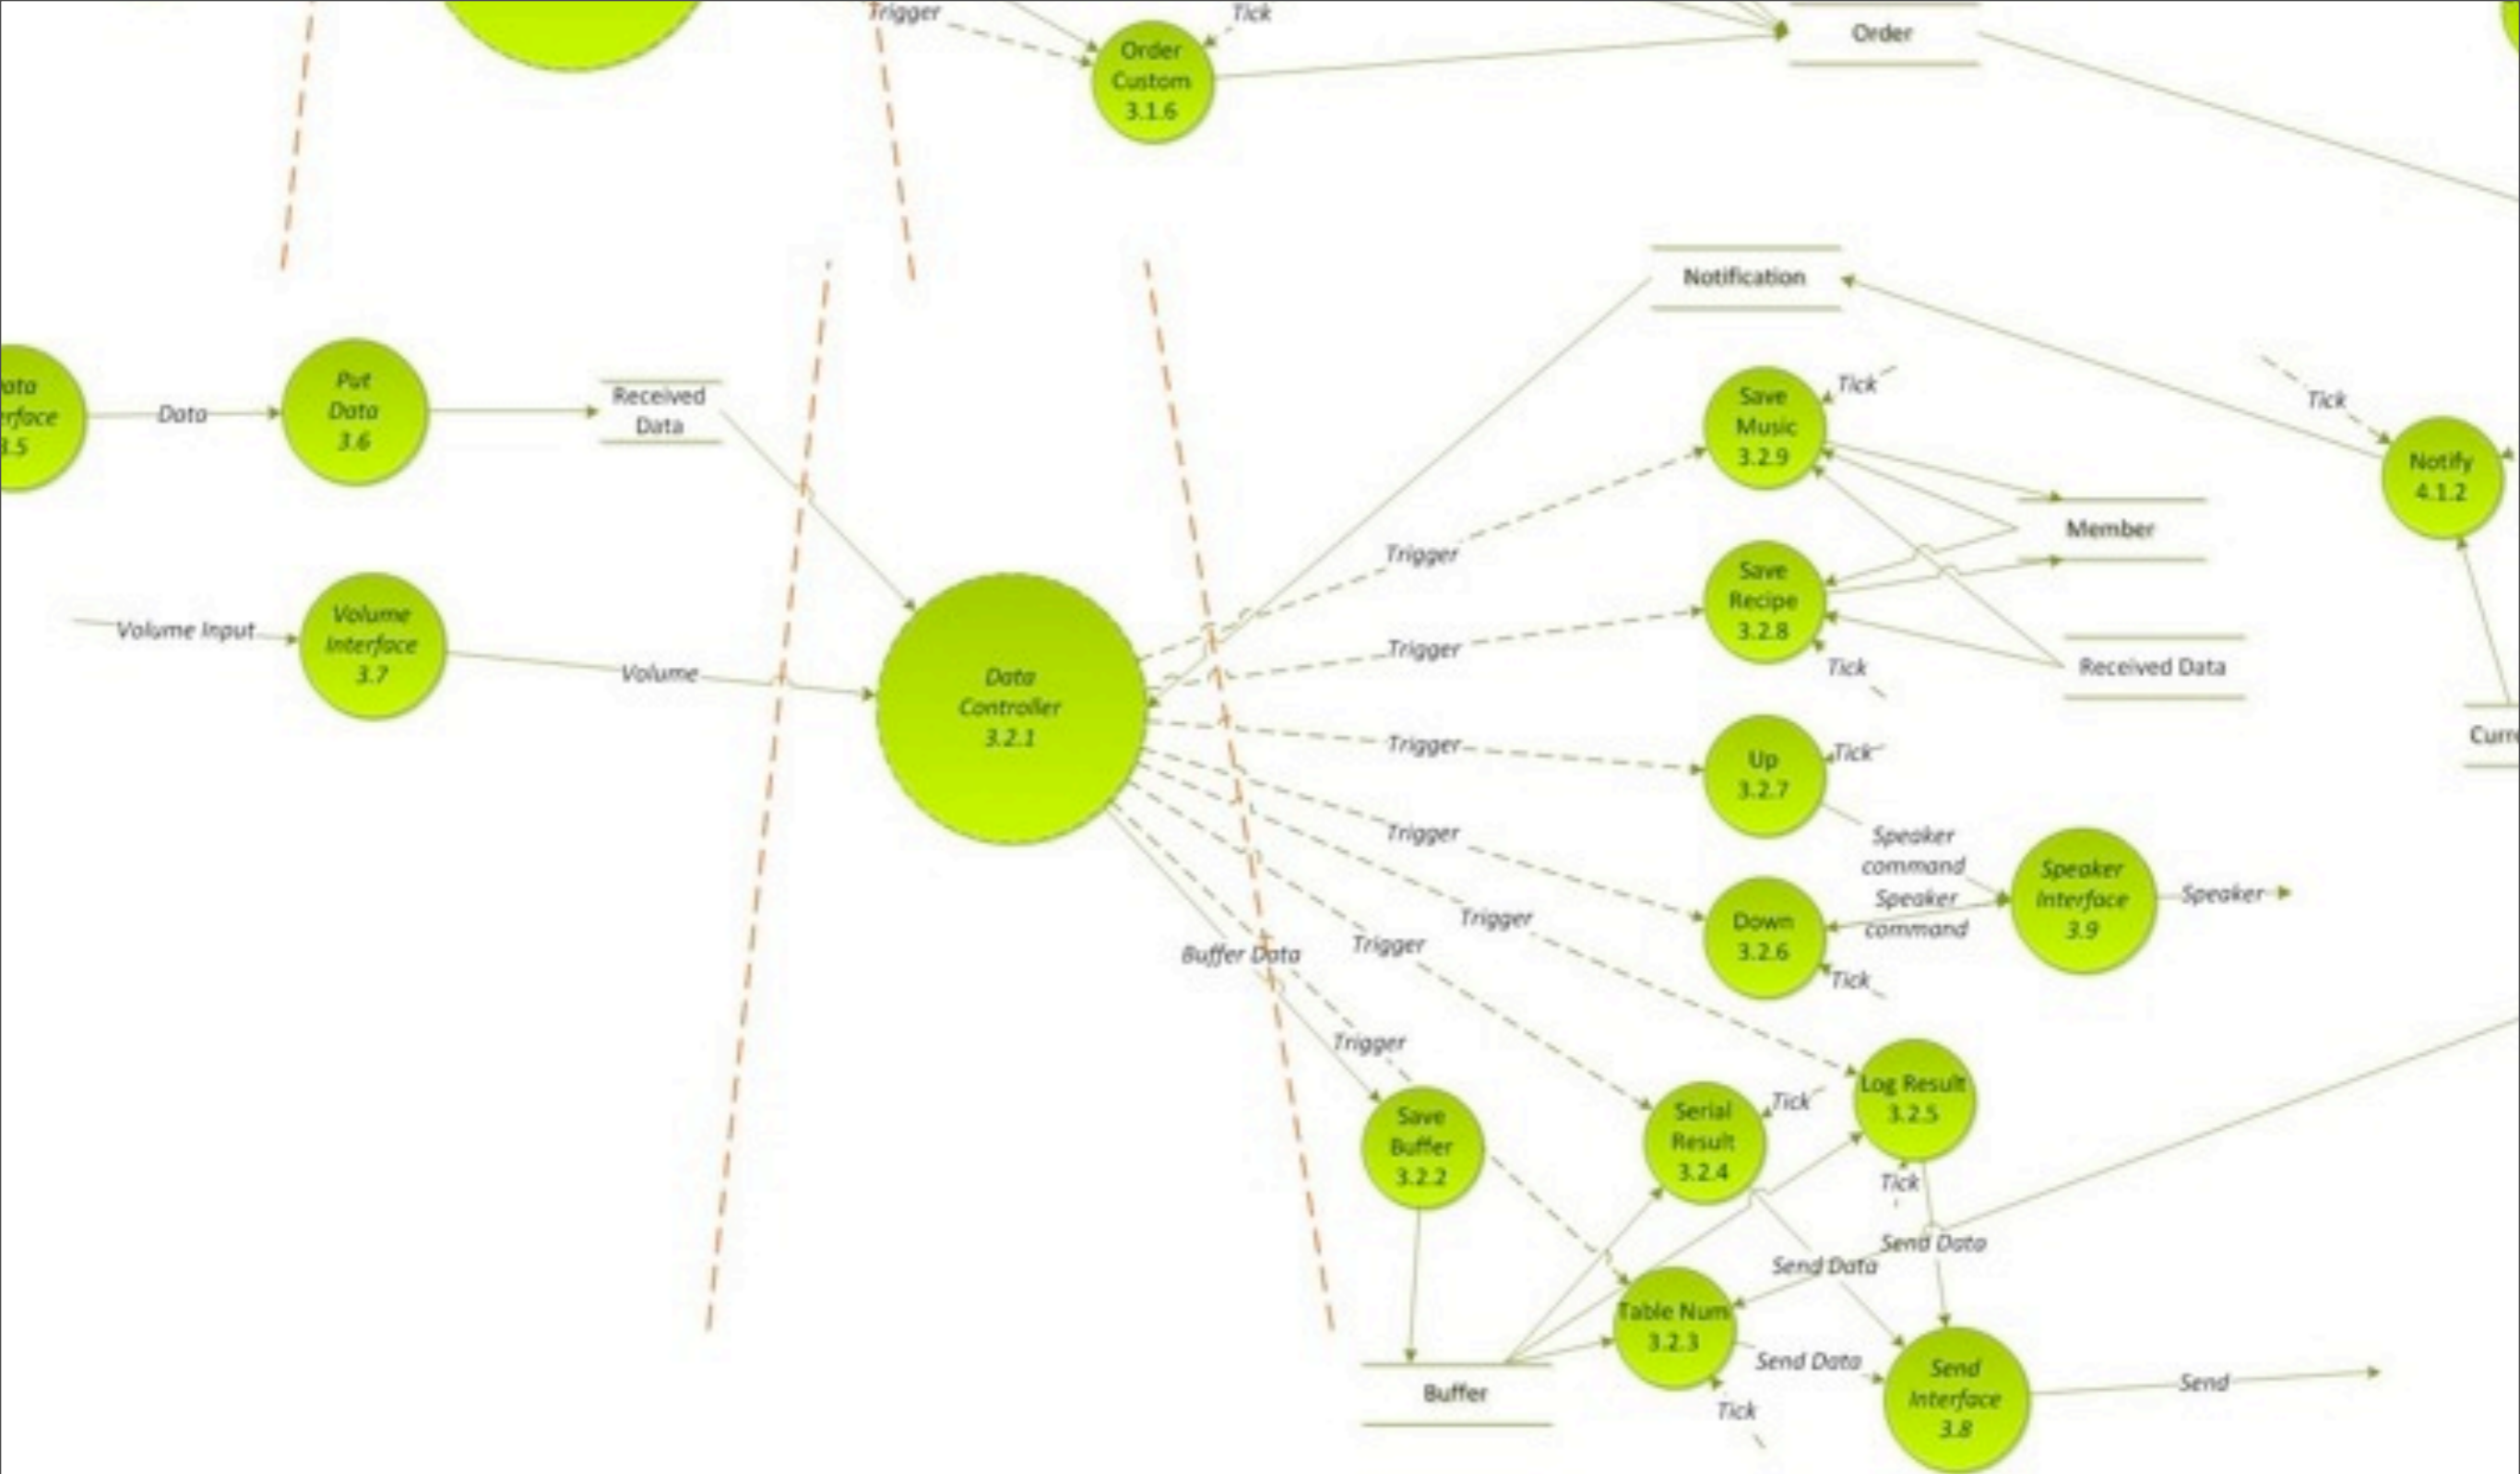 Trigger
Tick
Order
Custom
3.1.6
Order
Notification
Data
Put
Data
3.6
Received
Data
Save
Music
3.2.9
Tick
Tick
Notify
4.1.2
Member
Trigger
Save
Recipe
3.2.8
Tick
Received Data
Volume Input
Volume
Interface
3.7
Volume
Data
Controller
3.2.1
Trigger
Trigger
Up
3.2.7
Tick
Trigger
Speaker
command
Down
3.2.6
Speaker
command
Tick
Speaker
Interface
3.9
Speaker
Trigger
Trigger
Buffer Data
Trigger
Save
Buffer
3.2.2
Serial
Result
3.2.4
Tick
Log Result
3.2.5
Tick
Send Data
Send Data
Table Num
3.2.3
Send Data
Tick
Buffer
Send
Interface
3.8
Send